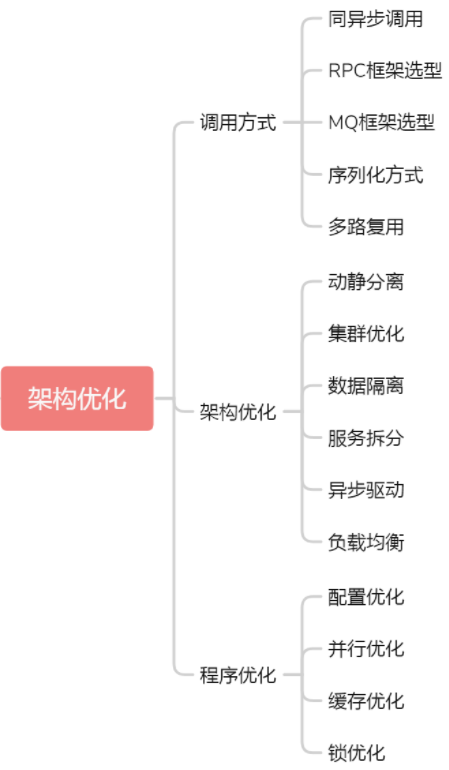 架构优化
调用方式
同异步调用
RPC框架选型
MQ框架选型
序列化方式
多路复用
架构优化
动静分离
集群优化
数据隔离
服务拆分
异步驱动
负载均衡
程序优化
配置优化
并行优化
缓存优化
锁优化